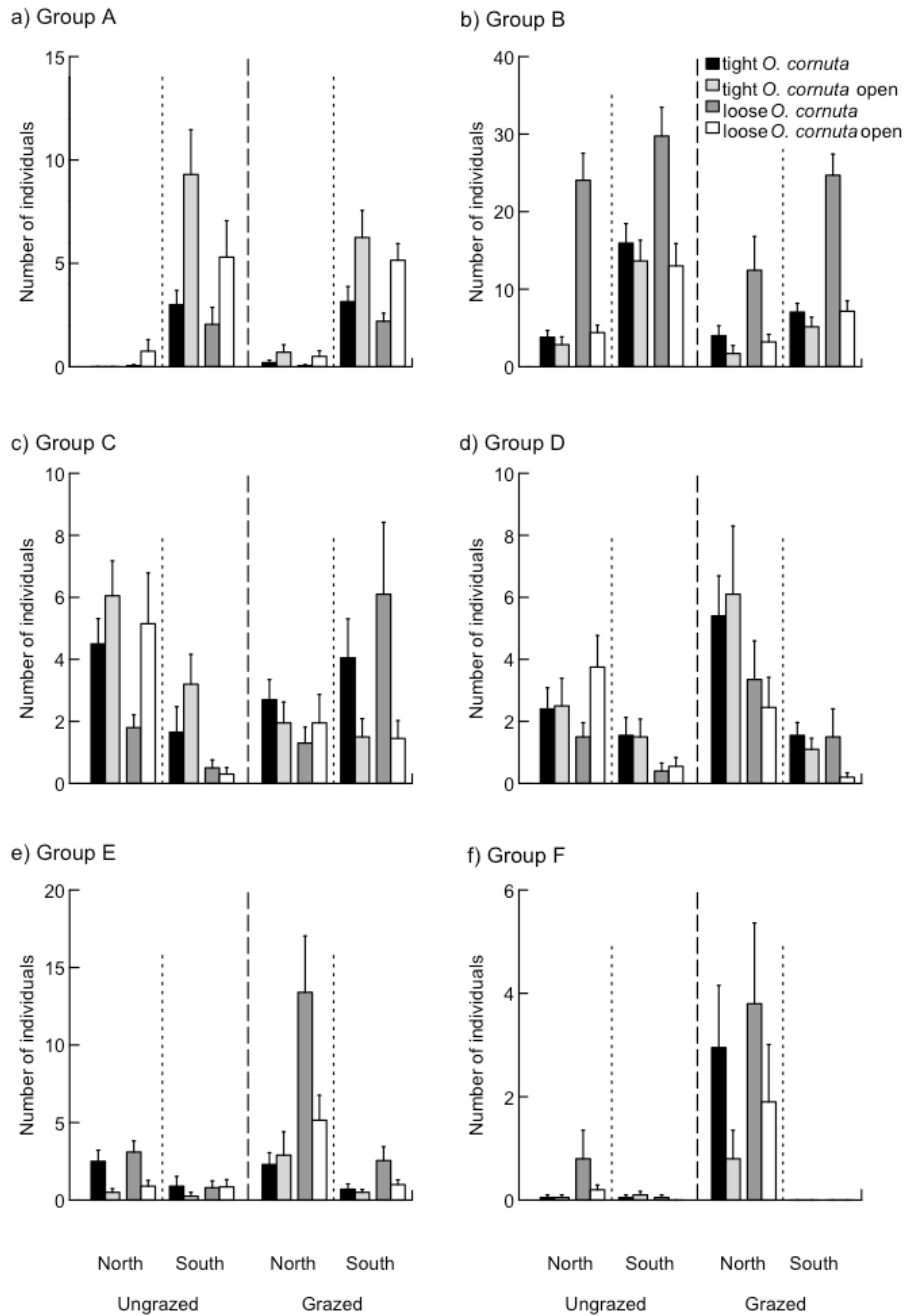 a) Group A
15
10
5
0
Number of individuals
b) Group B
40
30
20
10
0
Number of individuals
tight O. cornuta
tight O. cornuta open
loose O. cornuta
loose O. cornuta open
c) Group C
10
8
6
4
2
0
Number of individuals
d) Group D
10
8
6
4
2
0
Number of individuals
e) Group E
20
15
10
5
0
Number of individuals
f) Group F
6
4
2
0
Number of individuals
North South North South
Ungrazed Grazed
North South North South
Ungrazed Grazed